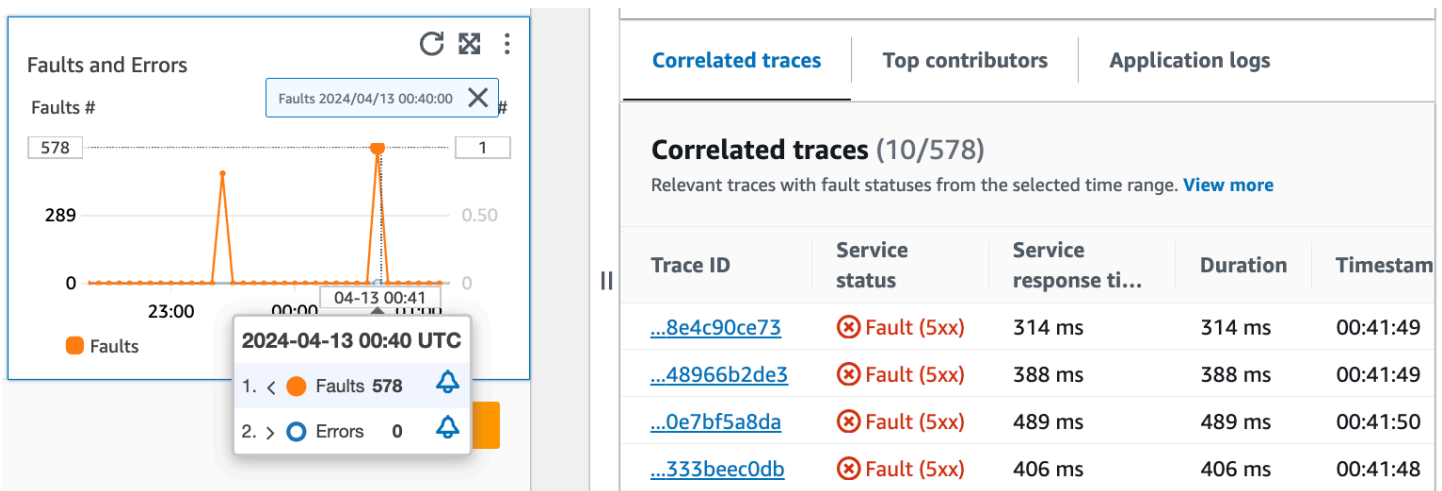 Faults and Errors
Faults #
Faults 2024/04/13 00:40:00
#
578
1
289
0.50
0
0
04-13 00:41
23:00
00:00
01:00
Faults
2024-04-13 00:40 UTC
1. < Faults 578
2. > Errors 0
Correlated traces
Top contributors
Application logs
Correlated traces (10/578)
Relevant traces with fault statuses from the selected time range. View more
Trace ID
Service status
Service response ti...
Duration
Timestam
...8e4c90ce73 Fault (5xx) 314 ms 314 ms 00:41:49
...48966b2de3 Fault (5xx) 388 ms 388 ms 00:41:49
...0e7bf5a8da Fault (5xx) 489 ms 489 ms 00:41:50
...333beec0db Fault (5xx) 406 ms 406 ms 00:41:48